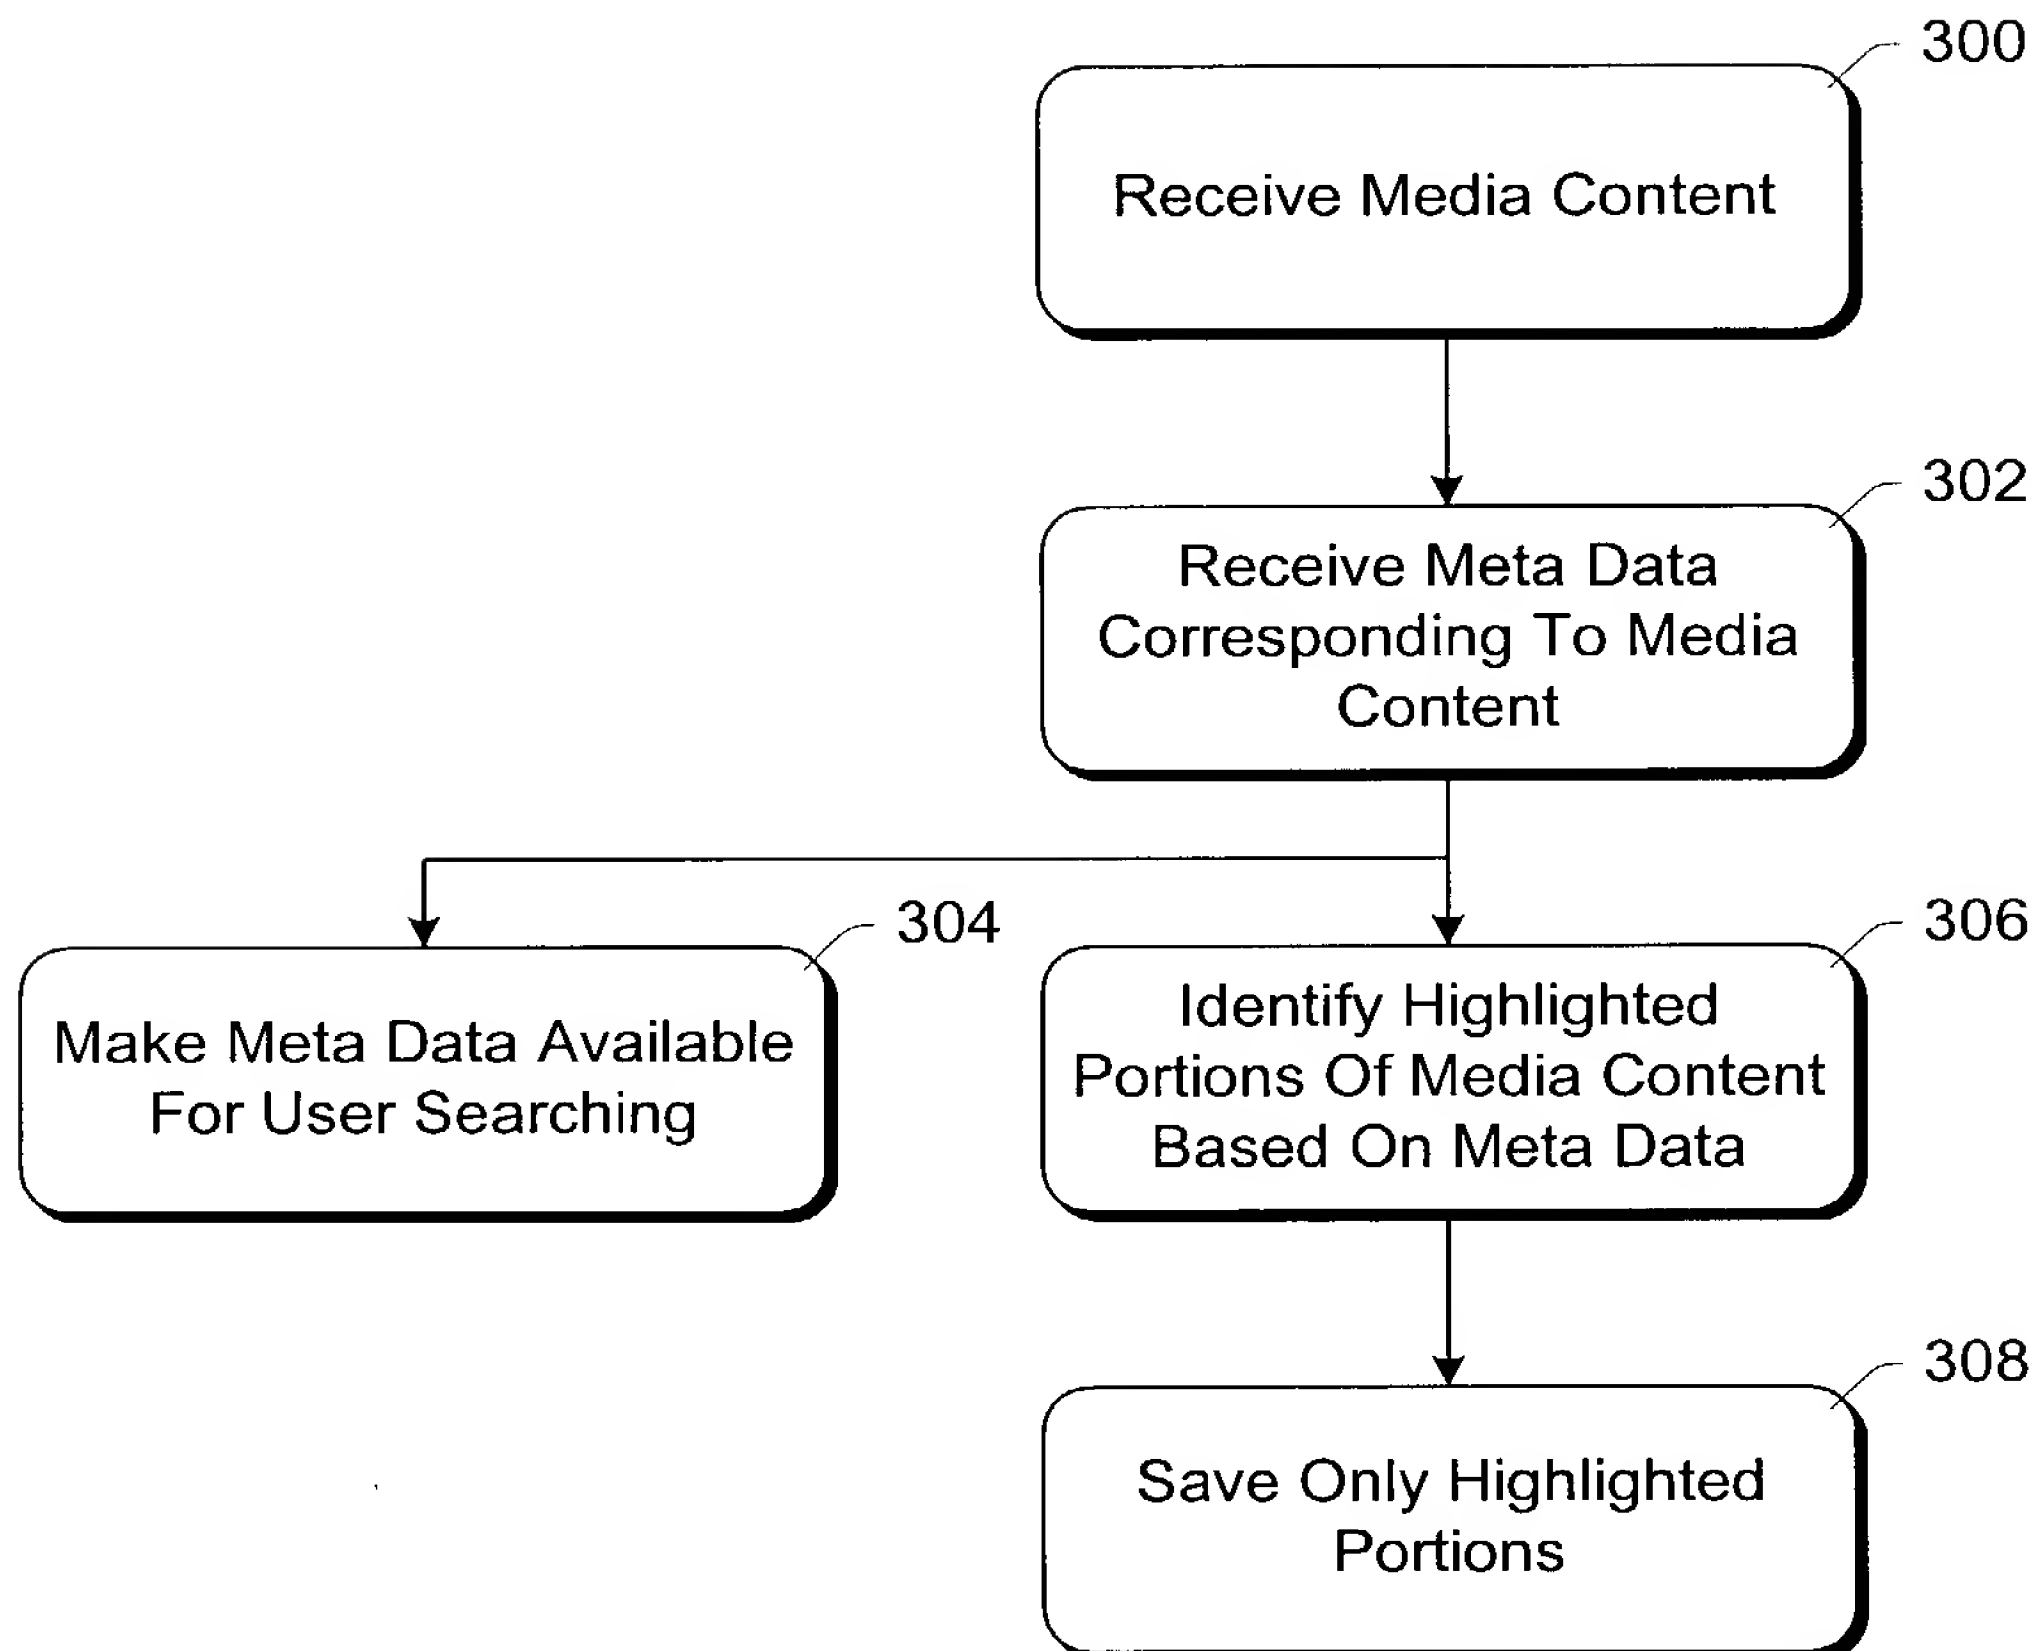 300
Receive Media Content
302
Receive Meta Data
Corresponding To Media
Content
304
Make Meta Data Available
For User Searching
306
Identify Highlighted
Portions Of Media Content
Based On Meta Data
308
Save Only Highlighted
Portions